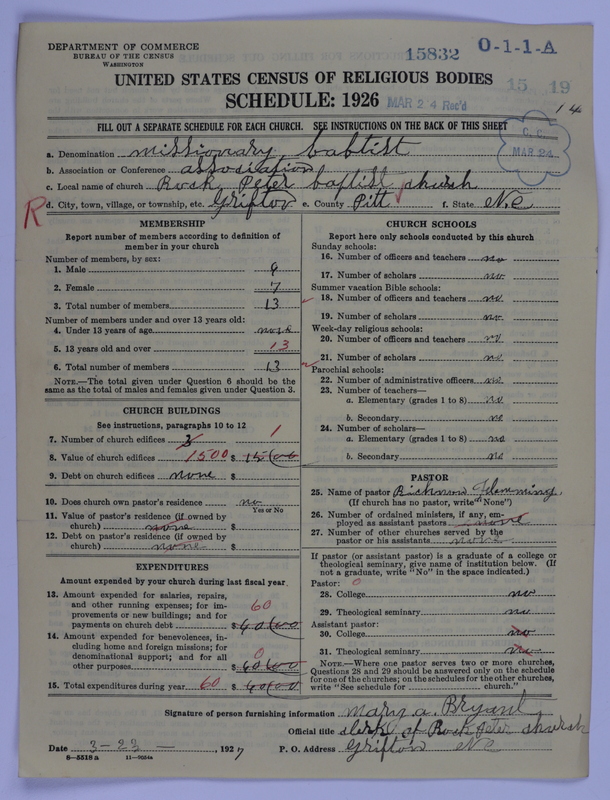 DEPARTMENT OF COMMERCE
BUREAU OF THE CENSUS
WASHINGTON
15832 0-1-1-A
UNITED STATES CENSUS OF RELIGIOUS BODIES
15 19
SCHEDULE: 1926 MAR 24 Rec'd
14
FILL OUT A SEPARATE SCHEDULE FOR EACH CHURCH. SEE INSTRUCTIONS ON THE BACK OF THIS SHEET
C. C.
MAR 24
a. Denomination missionary baptist
b. Association or Conference association
c. Local name of church Rock Peter baptist church
R d. City, town, village, or township, etc. Grifton e. County Pitt f. State N.C
MEMBERSHIP
Report number of members according to definition of
member in your church
Number of members, by sex:
1. Male 6
2. Female 7
3. Total number of members 13
Number of members under and over 13 years old:
4. Under 13 years of age
5. 13 years old and over 13
6. Total number of members 13
NOTE.—The total given under Question 6 should be the
same as the total of males and females given under Question 3.
CHURCH BUILDINGS
See instructions, paragraphs 10 to 12
7. Number of church edifices 1
8. Value of church edifices 1500 $ 1500
9. Debt on church edifices none $
10. Does church own pastor's residence no
Yes or No
11. Value of pastor's residence (if owned by
church) none $
12. Debt on pastor's residence (if owned by
church) none $
EXPENDITURES
Amount expended by your church during last fiscal year.
13. Amount expended for salaries, repairs,
and other running expenses; for im-
provements or new buildings; and for
payments on church debt 60 $ 60 00
14. Amount expended for benevolences, in-
cluding home and foreign missions; for
denominational support; and for all
other purposes 0 $ 60 00
15. Total expenditures during year 60 $ 60 00
CHURCH SCHOOLS
Report here only schools conducted by this church
Sunday schools:
16. Number of officers and teachers no
17. Number of scholars no
Summer vacation Bible schools:
18. Number of officers and teachers no
19. Number of scholars no
Week-day religious schools:
20. Number of officers and teachers no
21. Number of scholars no
Parochial schools:
22. Number of administrative officers no
23. Number of teachers—
a. Elementary (grades 1 to 8) no
b. Secondary no
24. Number of scholars—
a. Elementary (grades 1 to 8) no
b. Secondary no
PASTOR
25. Name of pastor Flemming
(If church has no pastor, write "None")
26. Number of ordained ministers, if any, em-
ployed as assistant pastors
27. Number of other churches served by the
pastor or his assistants none
If pastor (or assistant pastor) is a graduate of a college or
theological seminary, give name of institution below. (If
not a graduate, write "No" in the space indicated.)
Pastor: 0
28. College no
29. Theological seminary no
Assistant pastor:
30. College no
31. Theological seminary no
NOTE.—Where one pastor serves two or more churches,
Questions 28 and 29 should be answered only on the schedule
for one of the churches; on the schedules for the other churches,
write "See schedule for ____ church."
Signature of person furnishing information mary a. Bryant
Official title clerk of Rock Peter church
Date 3-23-, 1927 P. O. Address Grifton N C
8-5518 a 11-9054a